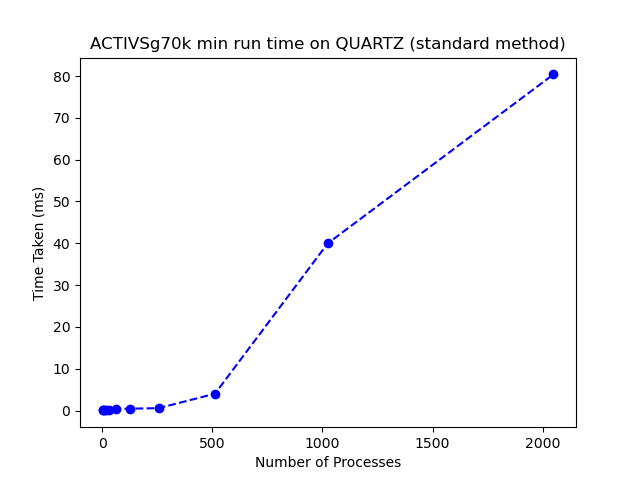 ACTIVSg70k min run time on QUARTZ (standard method)
80
70
60
50
40
30
20
10
0
Time Taken (ms)
0 500 1000 1500 2000
Number of Processes